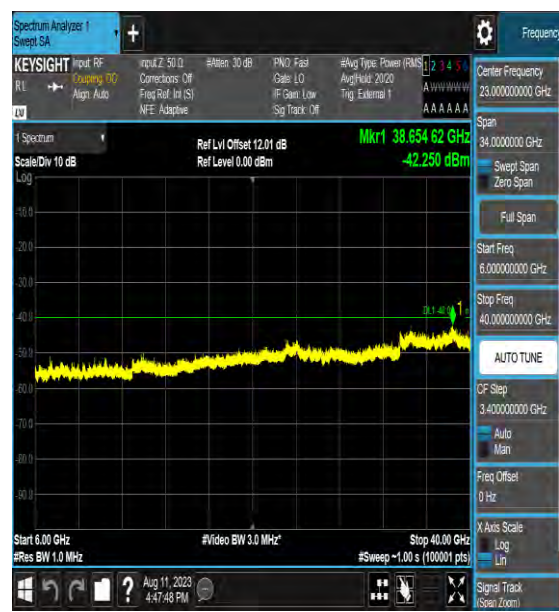 Spectrum Analyzer 1
Swept SA
Frequency
KEYSIGHT
Input: RF
Coupling: DC
Align: Auto
Input Z: 50 Ω
Corrections: Off
Freq Ref: Int (S)
NFE: Adaptive
#Atten: 30 dB
PNO: Fast
Gate: LO
IF Gain: Low
Sig Track: Off
#Avg Type: Power (RMS
Avg|Hold: 20/20
Trig: External 1
1 2 3 4 5 6
A W W W W W
A A A A A A
LW
1 Spectrum
Scale/Div 10 dB
Ref Lvl Offset 12.01 dB
Ref Level 0.00 dBm
Mkr1 38.654 62 GHz
-42.250 dBm
Log
-10.0
-20.0
-30.0
-40.0
-50.0
-60.0
-70.0
-80.0
-90.0
1
Start 6.00 GHz
#Res BW 1.0 MHz
#Video BW 3.0 MHz*
Stop 40.00 GHz
#Sweep ~1.00 s (100001 pts)
Center Frequency
23.000000000 GHz
Span
34.0000000 GHz
Swept Span
Zero Span
Full Span
Start Freq
6.000000000 GHz
Stop Freq
40.000000000 GHz
AUTO TUNE
CF Step
3.400000000 GHz
Auto
Man
Freq Offset
0 Hz
X Axis Scale
Log
Lin
Signal Track
(Span Zoom)
?
Aug 11, 2023
4:47:48 PM